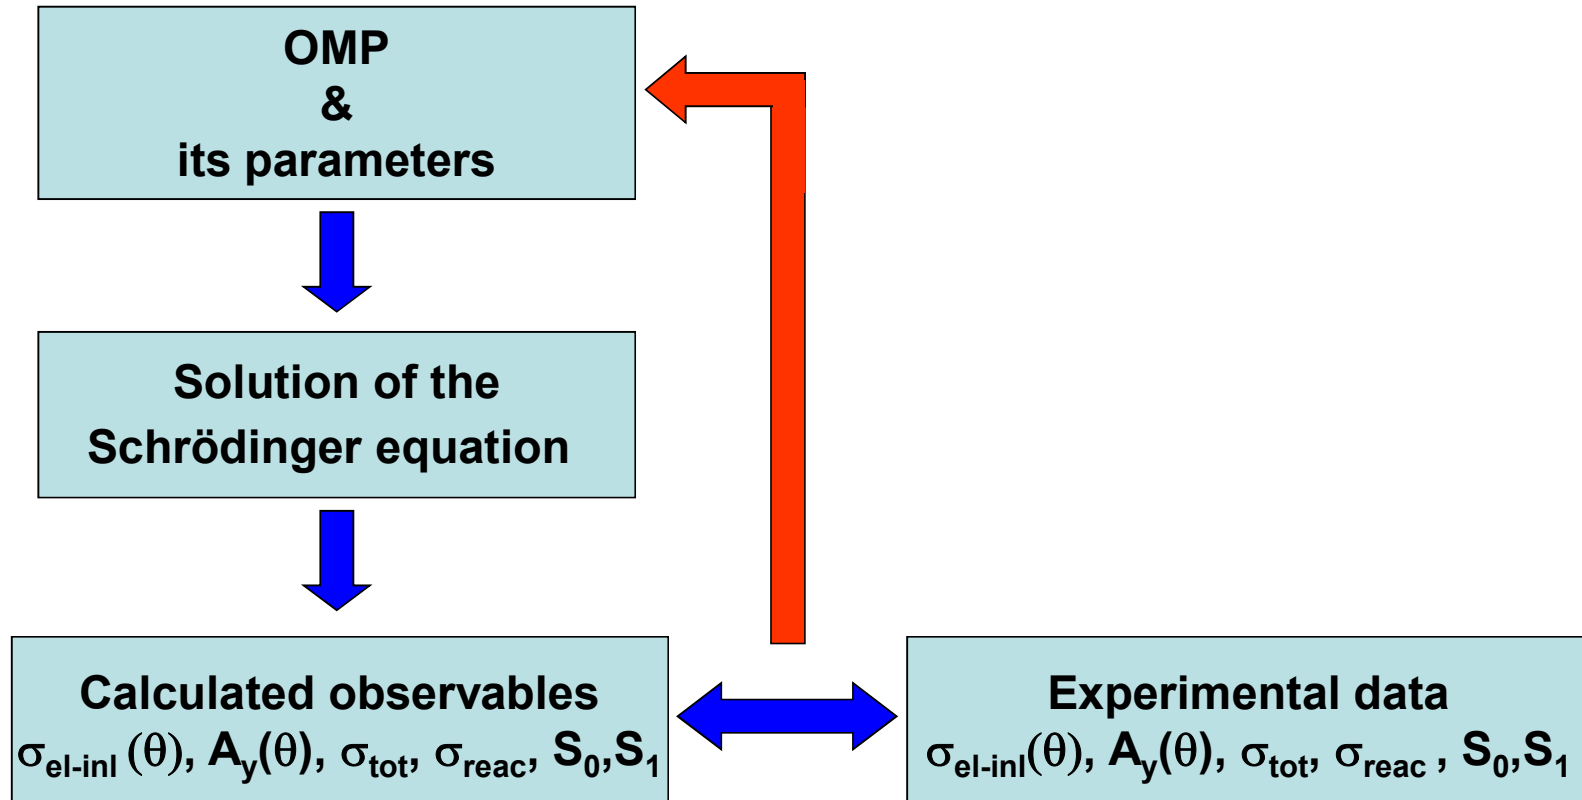 OMP
&
its parameters
Solution of the
Schrödinger equation
Calculated observables
σel-inl (θ), Ay(θ), σtot, σreac, S0,S1
Experimental data
σel-inl(θ), Ay(θ), σtot, σreac , S0,S1